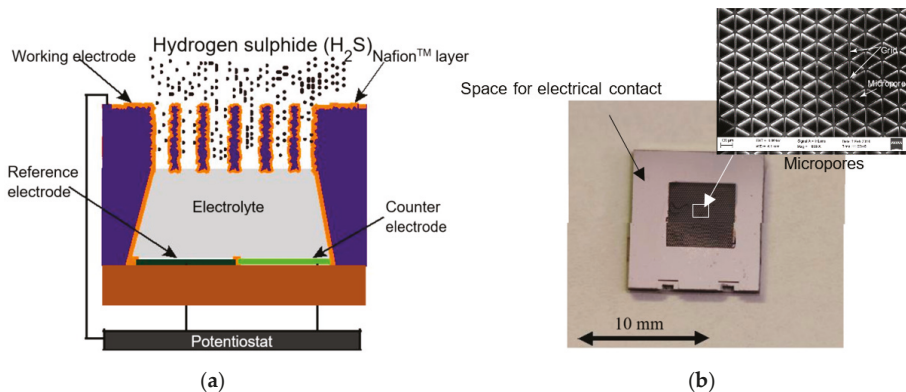 Hydrogen sulphide (H2S)
Working electrode
Nafion™ layer
Reference
electrode
Electrolyte
Counter
electrode
Potentiostat
(a)
Grid
Micropore
Space for electrical contact
Micropores
10 mm
(b)